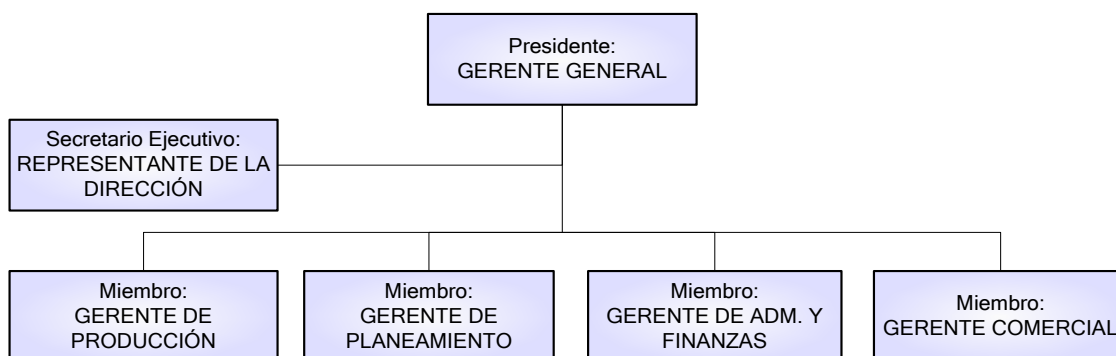 Presidente:
GERENTE GENERAL
Secretario Ejecutivo:
REPRESENTANTE DE LA
DIRECCIÓN
Miembro:
GERENTE DE
PRODUCCIÓN
Miembro:
GERENTE DE
PLANEAMIENTO
Miembro:
GERENTE DE ADM. Y
FINANZAS
Miembro:
GERENTE COMERCIAL